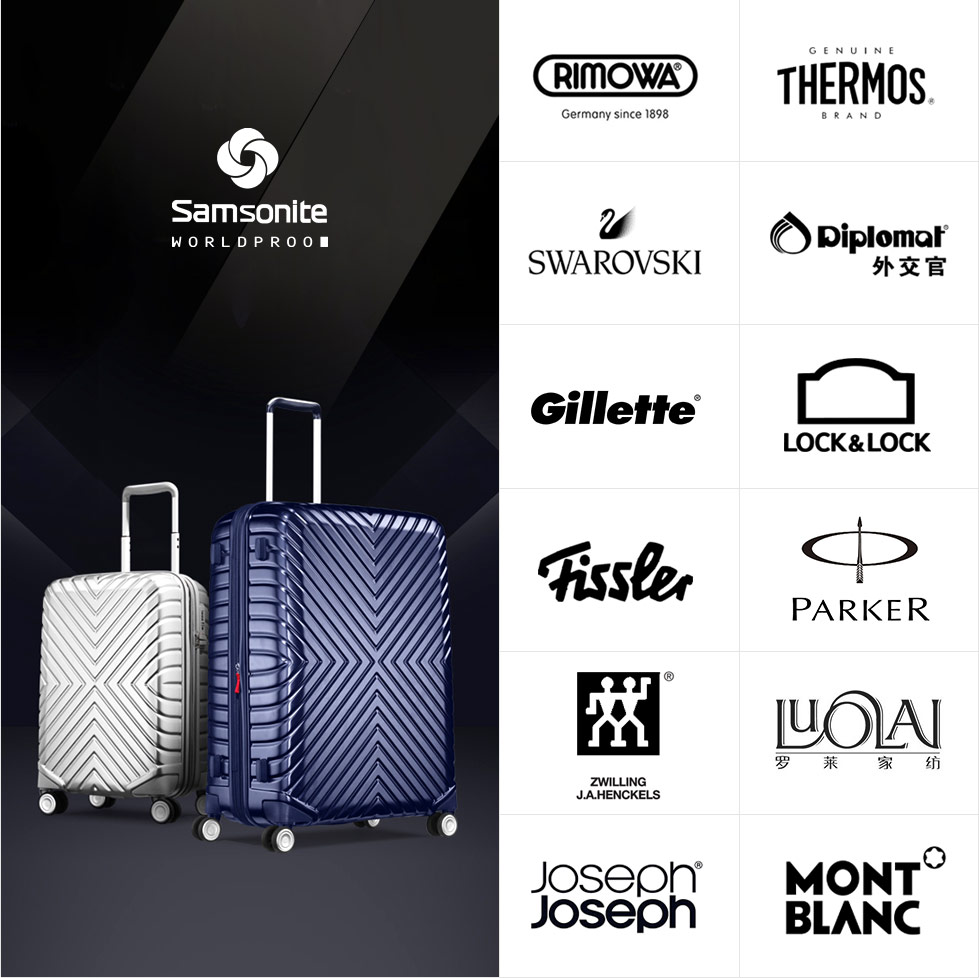 Samsonite
WORLDPROO
RIMOWA®
Germany since 1898
GENUINE
THERMOS®
BRAND
SWAROVSKI
Diplomat®
外交官
Gillette®
LOCK&LOCK
Fissler
PARKER
®
ZWILLING
J.A.HENCKELS
LUOLAI
罗莱家纺
Joseph®
Joseph
MONT
BLANC